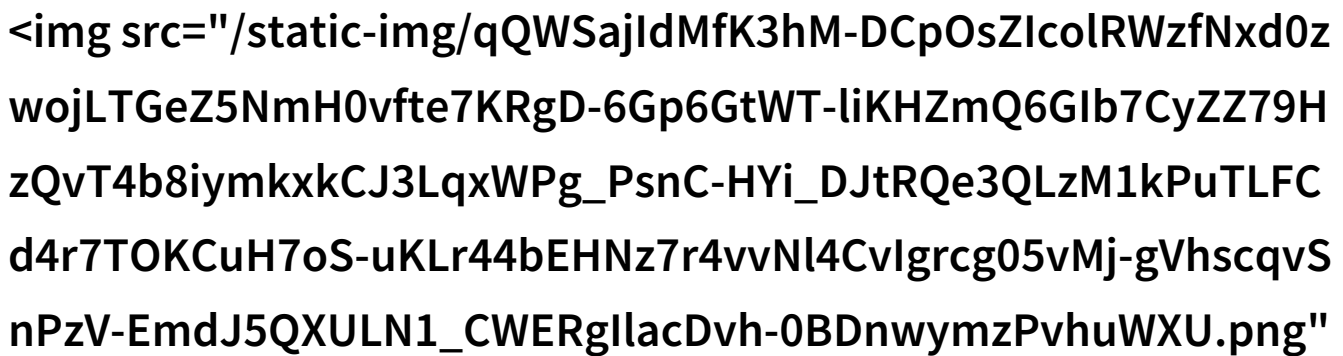 <img src="/static-img/qQWSajIdMfK3hM-DCpOsZIcolRWzfNxd0z
wojLTGeZ5NmH0vfte7KRgD-6Gp6GtWT-liKHZmQ6GIb7CyZZ79H
zQvT4b8iymkxkCJ3LqxWPg_PsnC-HYi_DJtRQe3QLzM1kPuTLFC
d4r7TOKCuH7oS-uKLr44bEHNz7r4vvNl4CvIgrcg05vMj-gVhscqvS
nPzV-EmdJ5QXULN1_CWERgIlacDvh-0BDnwymzPvhuWXU.png"